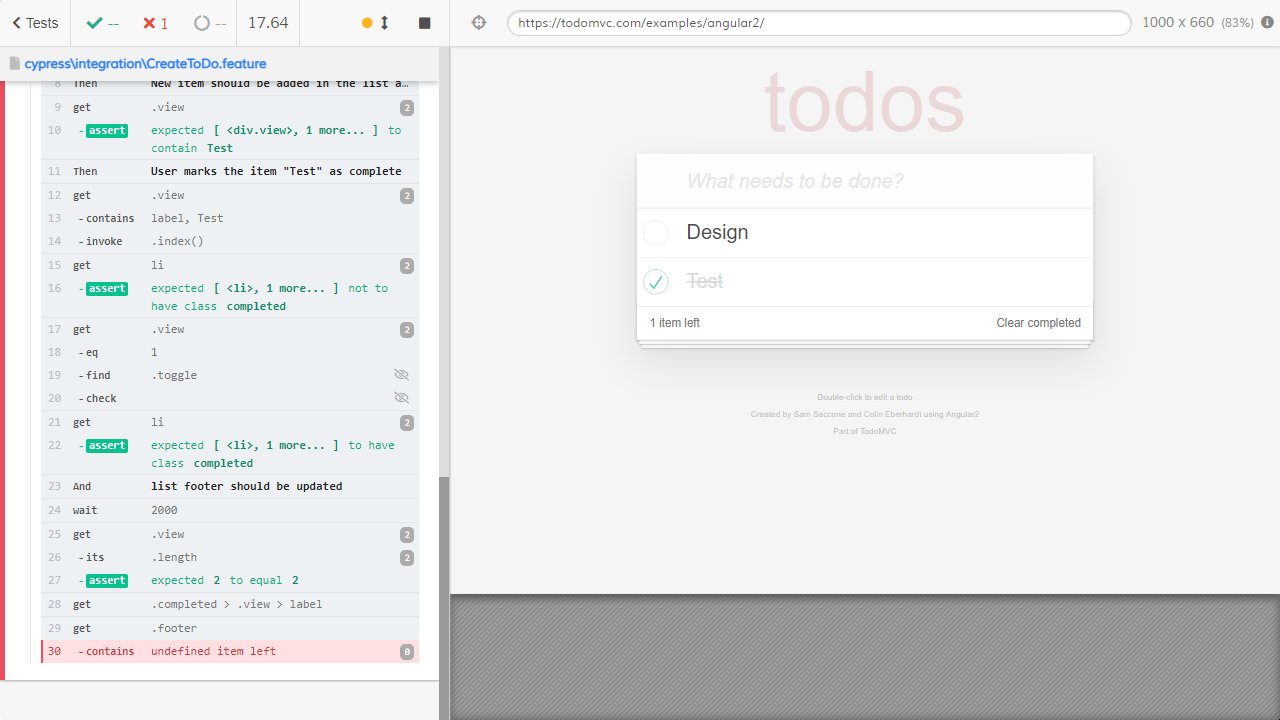 Tests
--
1
--
17.64
https://todomvc.com/examples/angular2/
1000 x 660 (83%)
cypress\integration\CreateToDo.feature
8 Then New item should be added in the list a…
9 get .view 2
10 - assert expected [ <div.view>, 1 more... ] to
contain Test
11 Then User marks the item "Test" as complete
12 get .view 2
13 - contains label, Test
14 - invoke .index()
15 get li 2
16 - assert expected [ <li>, 1 more... ] not to
have class completed
17 get .view 2
18 - eq 1
19 - find .toggle
20 - check
21 get li 2
22 - assert expected [ <li>, 1 more... ] to have
class completed
23 And list footer should be updated
24 wait 2000
25 get .view 2
26 - its .length 2
27 - assert expected 2 to equal 2
28 get .completed > .view > label
29 get .footer
30 - contains undefined item left 0
todos
What needs to be done?
Design
Test
1 item left Clear completed
Double-click to edit a todo
Created by Sam Saccone and Colin Eberhardt using Angular2
Part of TodoMVC